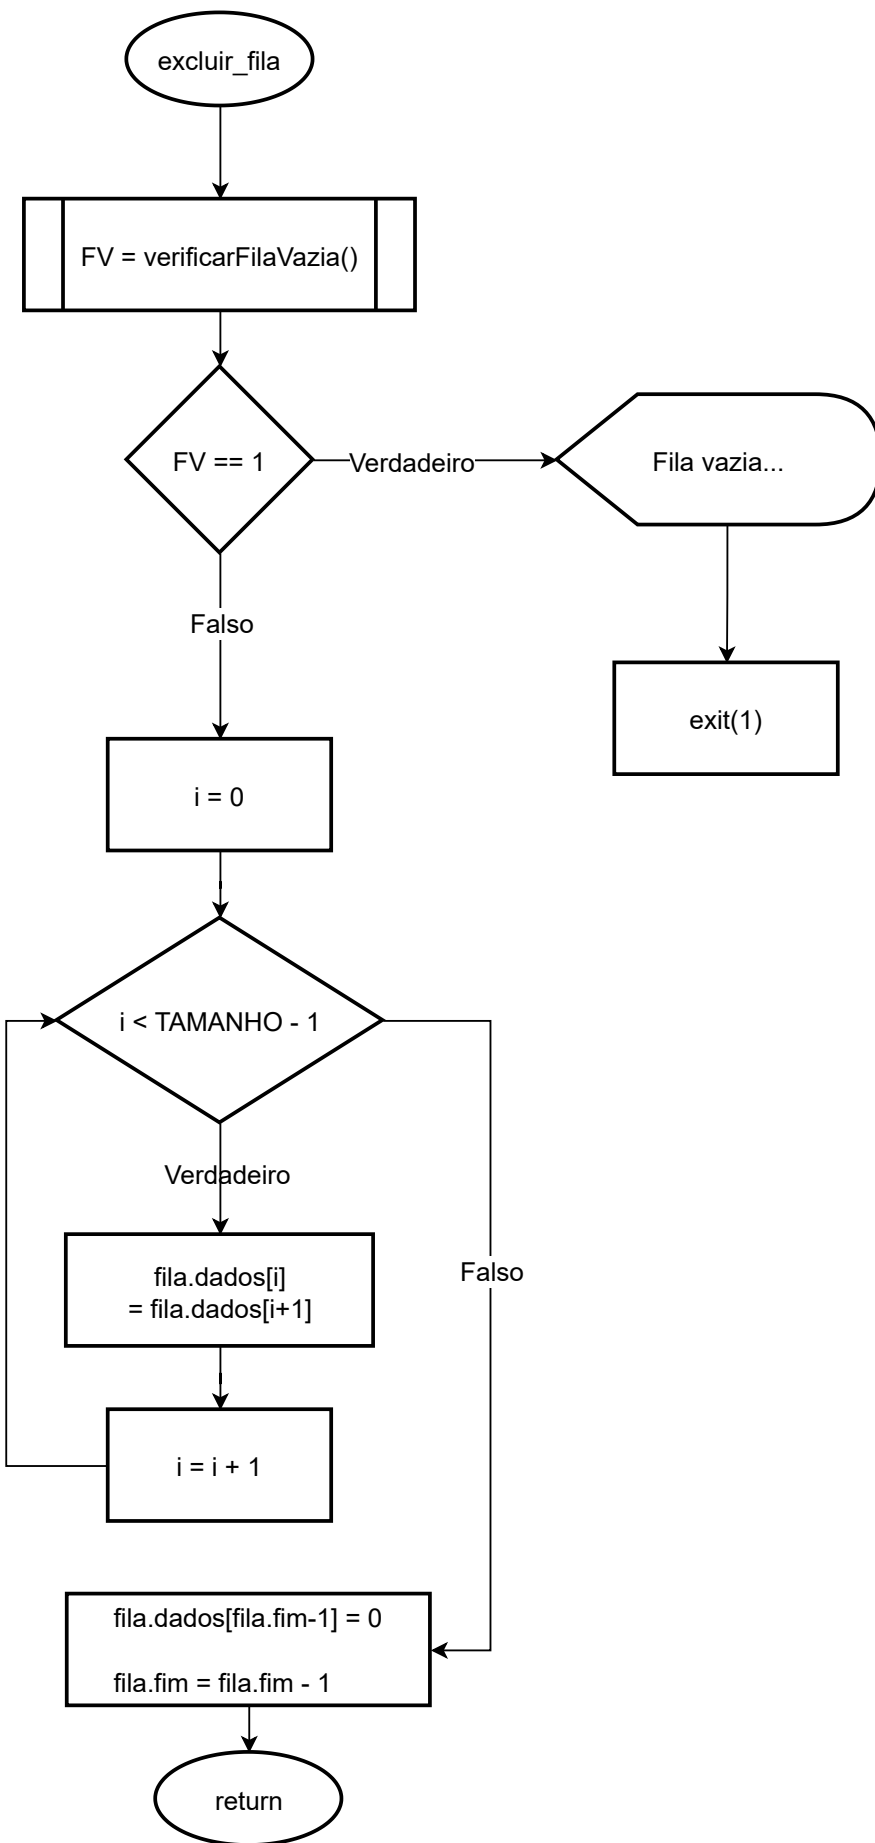 excluir_fila
FV = verificarFilaVazia()
FV == 1
Verdadeiro
Fila vazia...
Falso
exit(1)
i = 0
i < TAMANHO - 1
Verdadeiro
Falso
fila.dados[i]
= fila.dados[i+1]
i = i + 1
fila.dados[fila.fim-1] = 0
fila.fim = fila.fim - 1
return